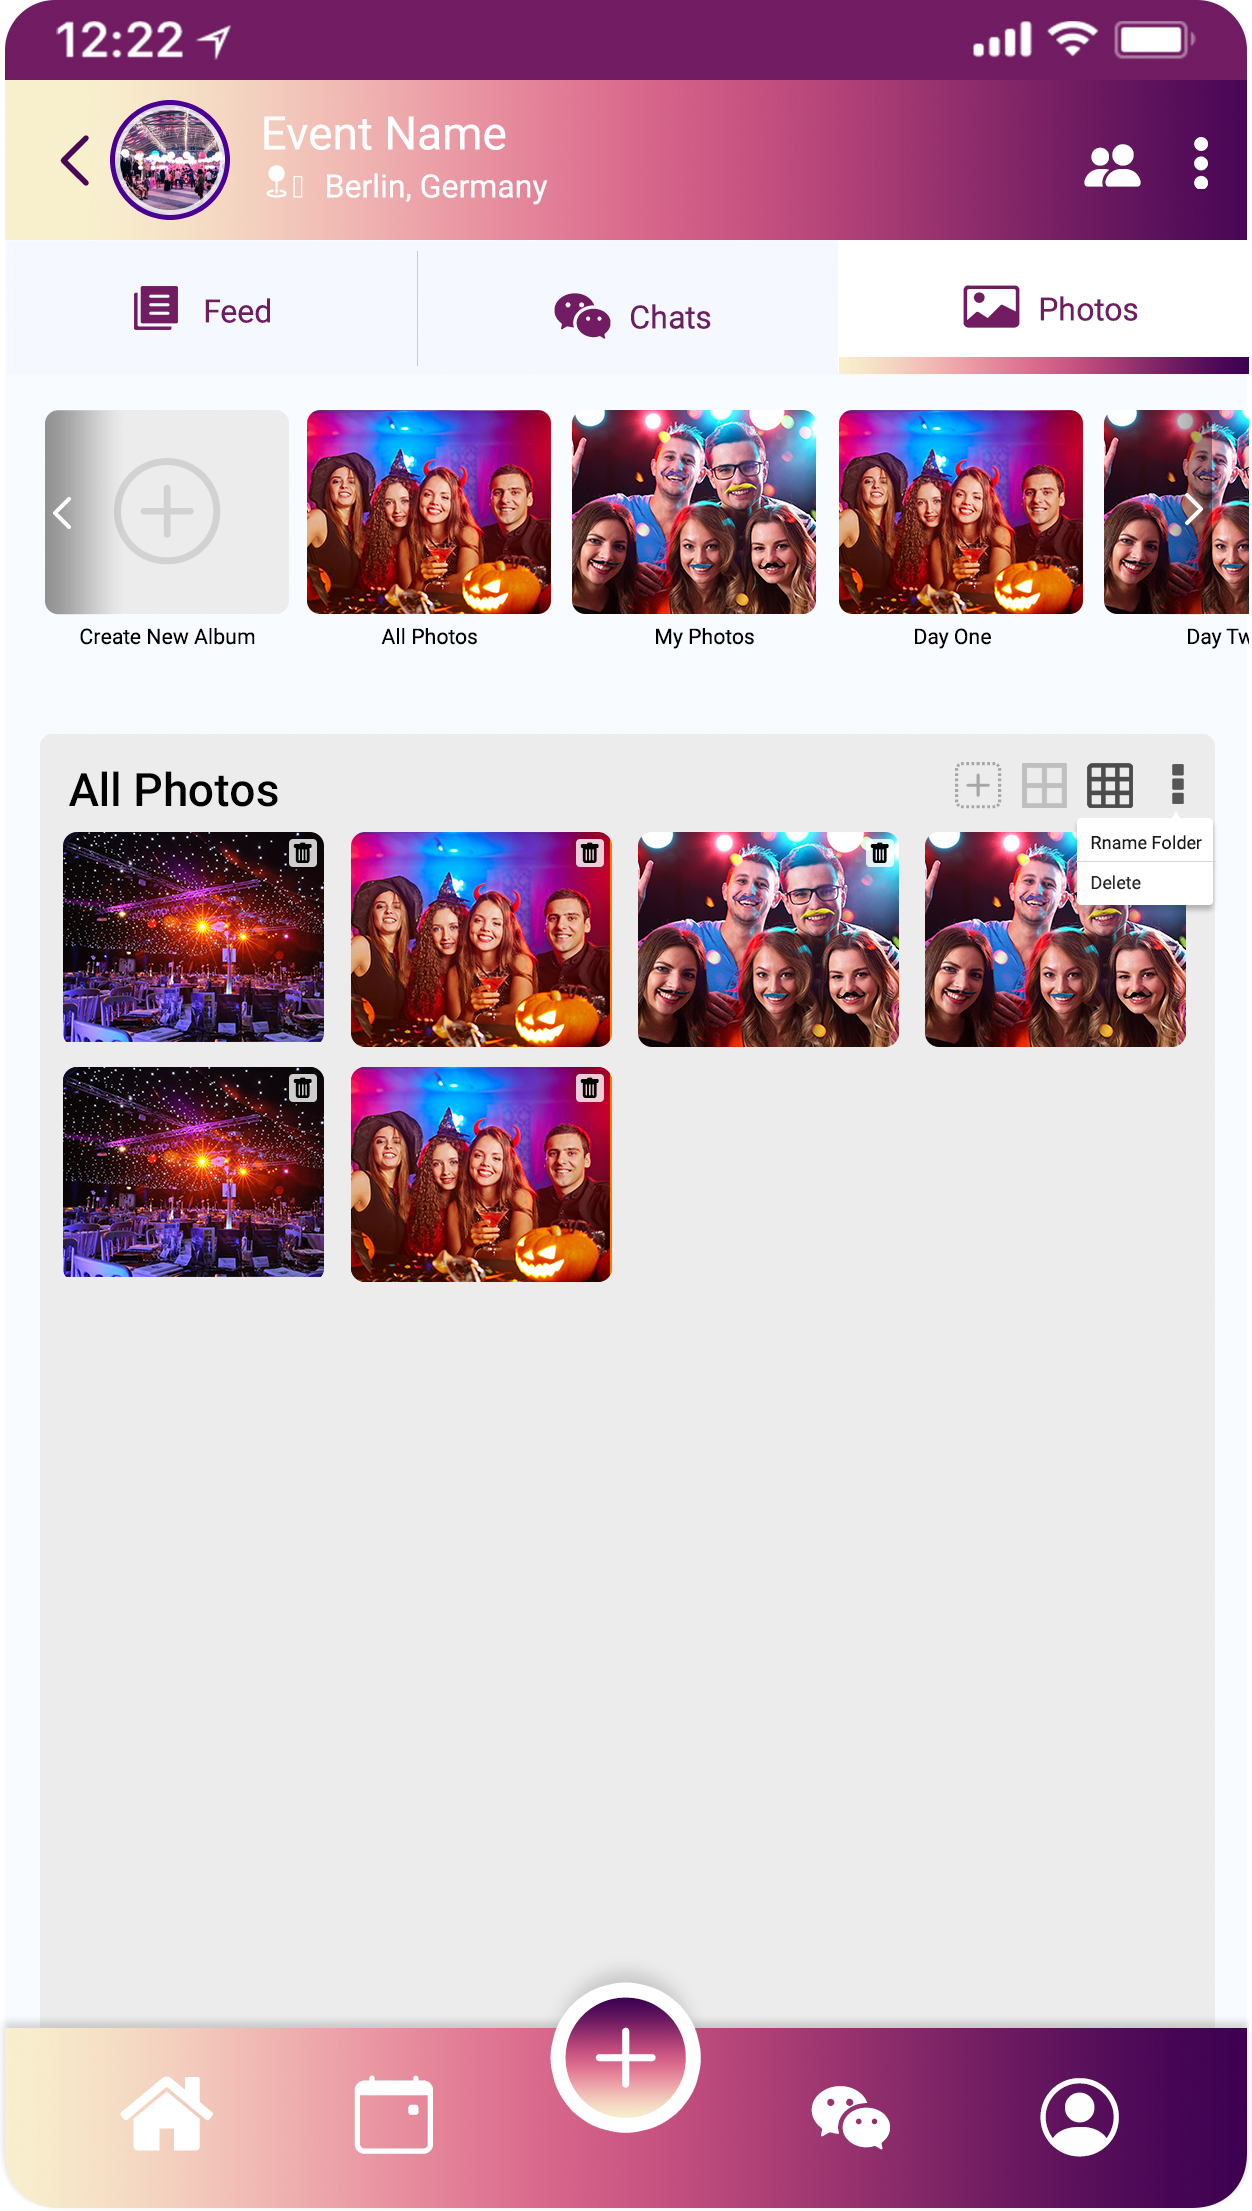 12:22
Event Name
Berlin, Germany
Feed
Chats
Photos
Create New Album
All Photos
My Photos
Day One
Day Tw
All Photos
Rname Folder
Delete